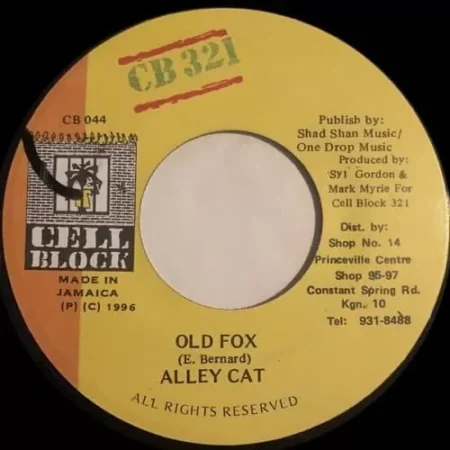 CB 321
CB 044
CELL
BLOCK
MADE IN
JAMAICA
(P) (C) 1996
Publish by:
Shad Shan Music/
One Drop Music
Produced by:
Syl Gordon &
Mark Myrie For
Cell Block 321
Dist. by:
Shop No. 14
Princeville Centre
Shop 95-97
Constant Spring Rd.
Kgn. 10
Tel: 931-8488
OLD FOX
(E. Bernard)
ALLEY CAT
ALL RIGHTS RESERVED